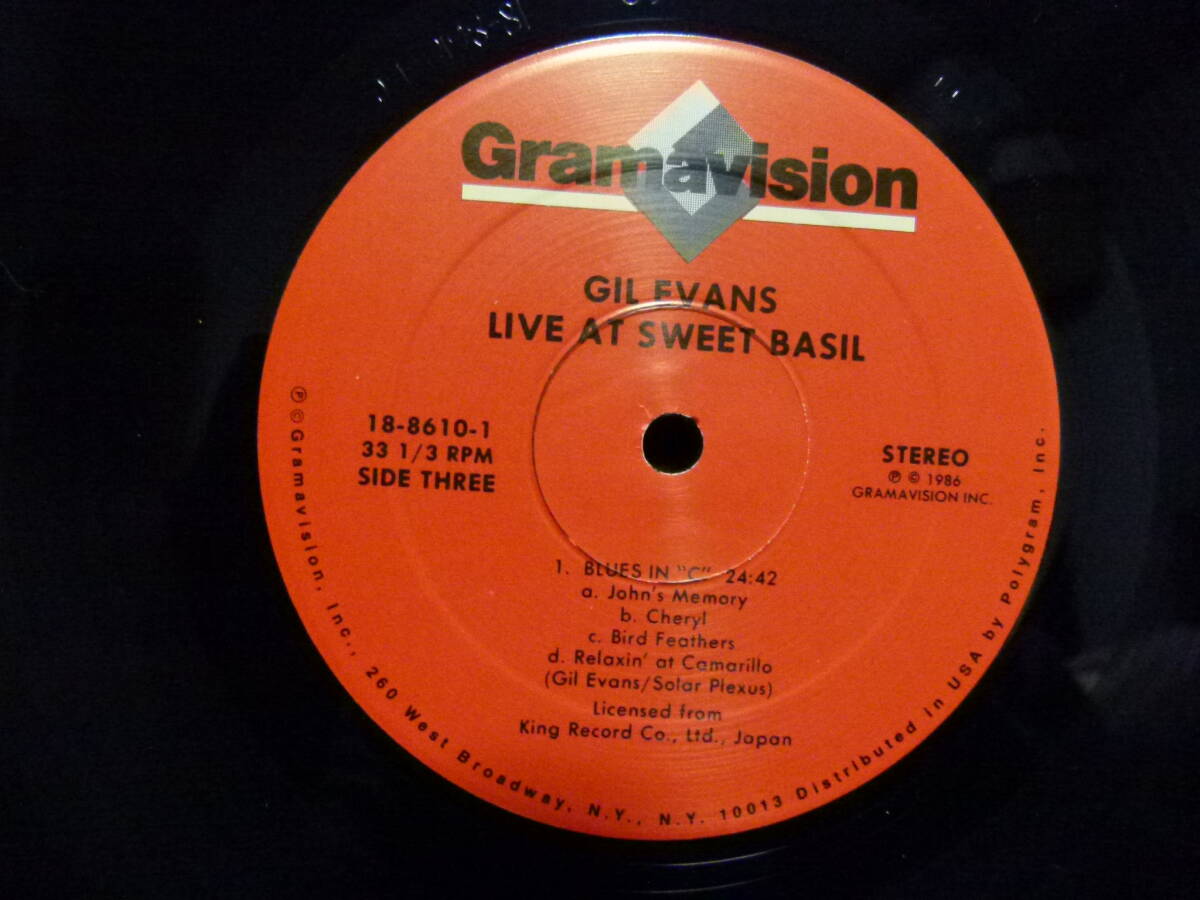 Gramavision
GIL EVANS
LIVE AT SWEET BASIL
18-8610-1
33 1/3 RPM
SIDE THREE
STEREO
℗ © 1986
GRAMAVISION INC.
1. BLUES IN "C" 24:42
a. John's Memory
b. Cheryl
c. Bird Feathers
d. Relaxin' at Camarillo
(Gil Evans/Solar Plexus)
Licensed from
King Record Co., Ltd., Japan
℗ © Gramavision, Inc., 260 West Broadway, N.Y., N.Y. 10013 Distributed in USA by Polygram, Inc.